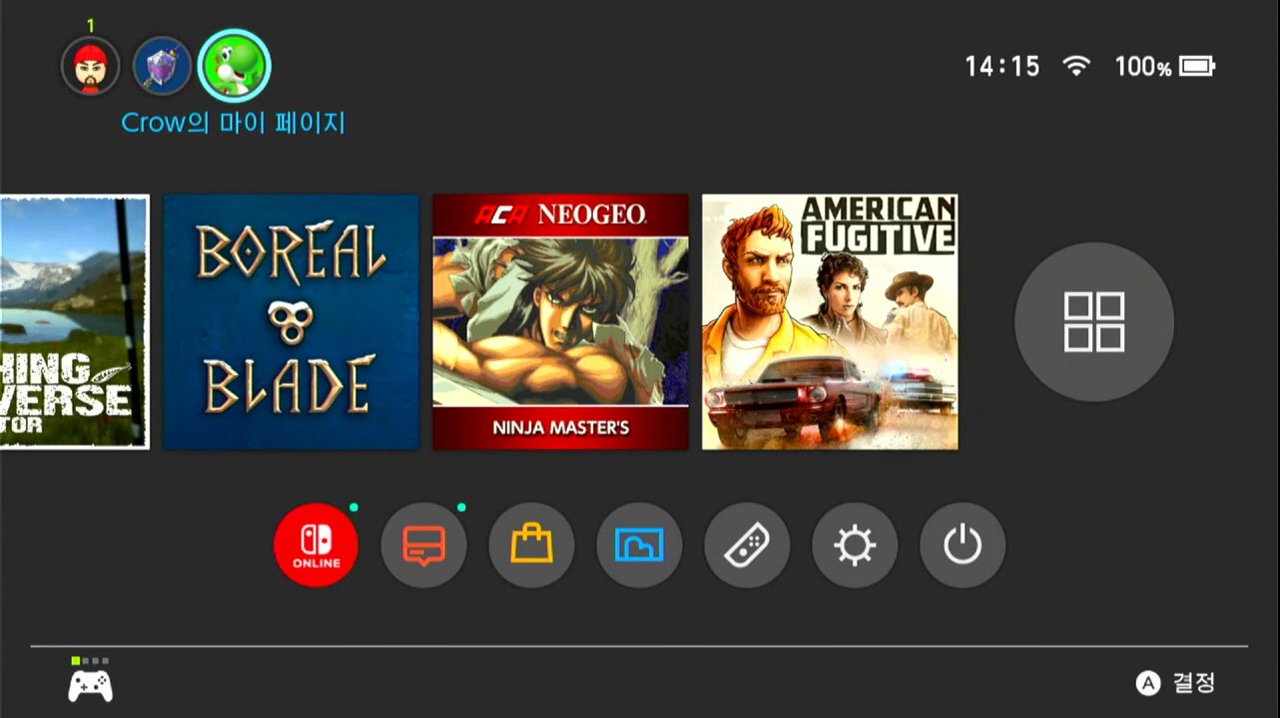 1
14:15
100%
Crow의 마이 페이지
HING
VERSE
TOR
BOREAL
BLADE
ACA NEOGEO
NINJA MASTER'S
AMERICAN
FUGITIVE
ONLINE
A 결정